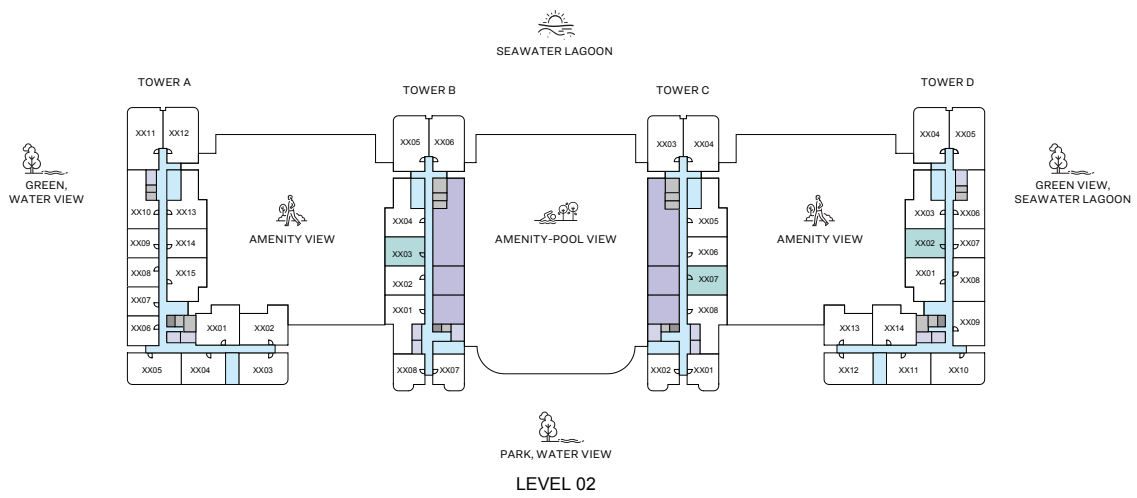 SEAWATER LAGOON
TOWER A
TOWER B
TOWER C
TOWER D
GREEN,
WATER VIEW
XX11
XX12
XX10
XX13
XX09
XX14
XX08
XX15
XX07
XX06
XX01
XX02
XX05
XX04
XX03
AMENITY VIEW
XX05
XX06
XX04
XX03
XX02
XX01
XX08
XX07
AMENITY-POOL VIEW
XX03
XX04
XX05
XX06
XX07
XX08
XX02
XX01
AMENITY VIEW
XX04
XX05
XX03
XX06
XX02
XX07
XX01
XX08
XX13
XX14
XX09
XX12
XX11
XX10
GREEN VIEW,
SEAWATER LAGOON
PARK, WATER VIEW
LEVEL 02